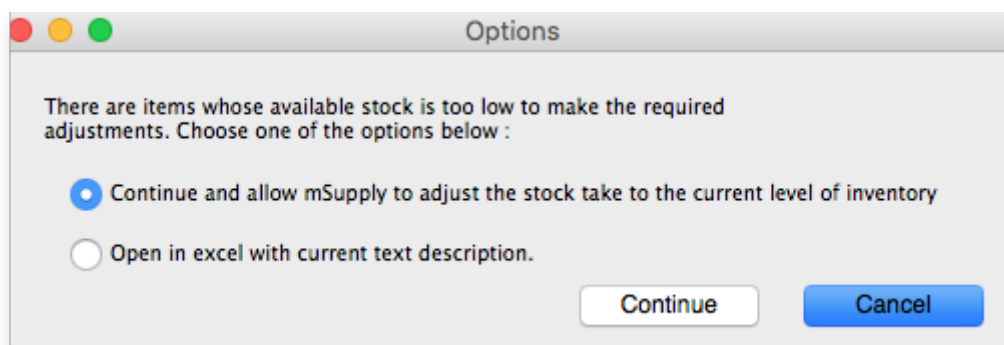 Options
There are items whose available stock is too low to make the required
adjustments. Choose one of the options below :
Continue and allow mSupply to adjust the stock take to the current level of inventory
Open in excel with current text description.
Continue
Cancel